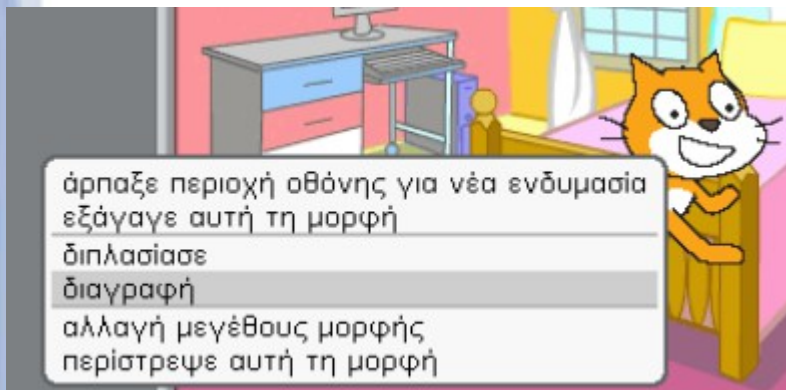 άρπαξε περιοχή οθόνης για νέα ενδυμασία
εξάγαγε αυτή τη μορφή
διπλασίασε
διαγραφή
αλλαγή μεγέθους μορφής
περίστρεψε αυτή τη μορφή